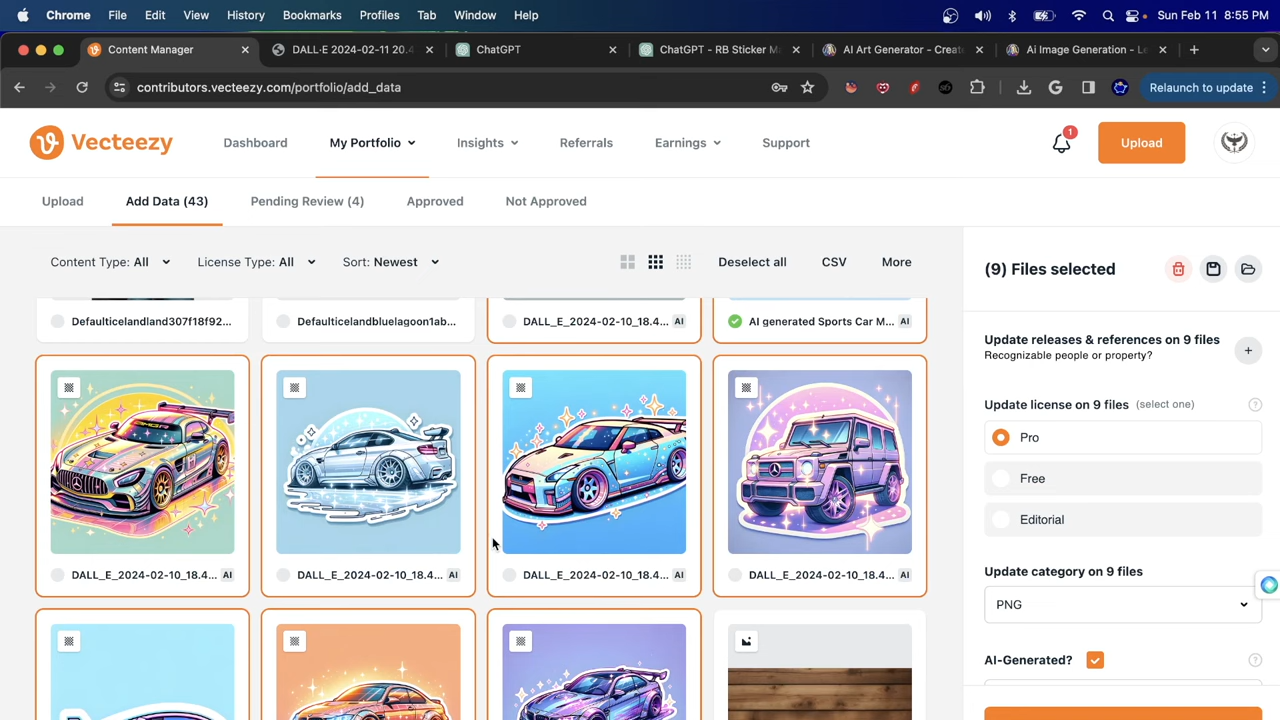 Chrome File Edit View History Bookmarks Profiles Tab Window Help Sun Feb 11 8:55 PM
Content Manager DALL·E 2024-02-11 20.4 ChatGPT ChatGPT - RB Sticker M AI Art Generator - Create AI Image Generation - Le
contributors.vecteezy.com/portfolio/add_data Relaunch to update
Vecteezy Dashboard My Portfolio Insights Referrals Earnings Support 1 Upload
Upload Add Data (43) Pending Review (4) Approved Not Approved
Content Type: All License Type: All Sort: Newest Deselect all CSV More
(9) Files selected
Defaulticelandland307f18f92... Defaulticelandbluelagoon1ab... DALL_E_2024-02-10_18.4... AI AI generated Sports Car M... AI
Update releases & references on 9 files
Recognizable people or property?
Update license on 9 files (select one)
Pro
Free
Editorial
DALL_E_2024-02-10_18.4... AI DALL_E_2024-02-10_18.4... AI DALL_E_2024-02-10_18.4... AI DALL_E_2024-02-10_18.4... AI
Update category on 9 files
PNG
AI-Generated?